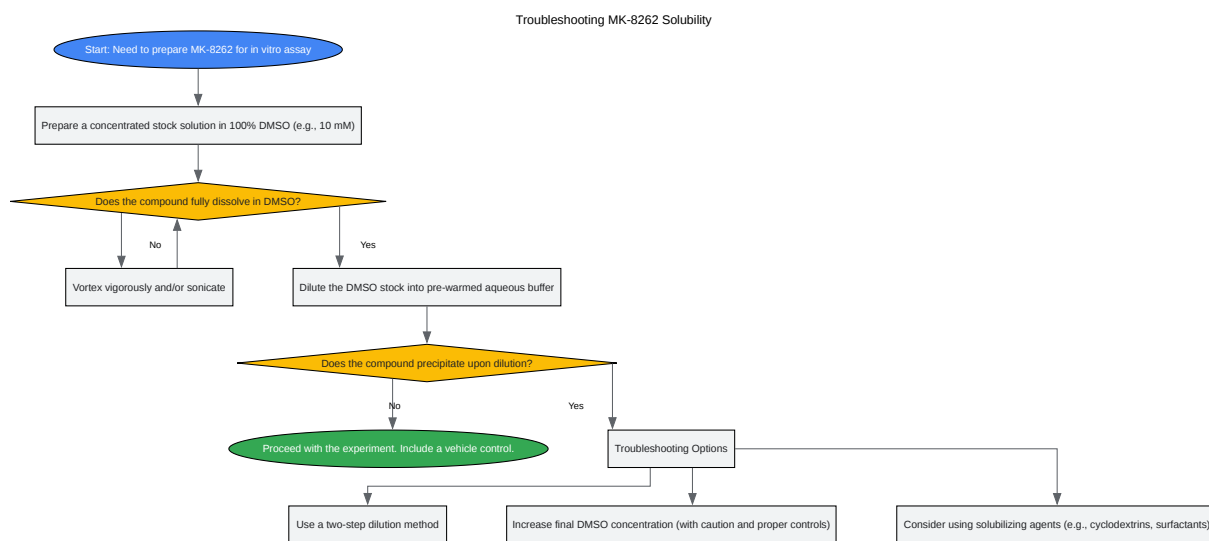 Troubleshooting MK-8262 Solubility
Start: Need to prepare MK-8262 for in vitro assay
Prepare a concentrated stock solution in 100% DMSO (e.g., 10 mM)
Does the compound fully dissolve in DMSO?
No
Yes
Vortex vigorously and/or sonicate
Dilute the DMSO stock into pre-warmed aqueous buffer
Does the compound precipitate upon dilution?
No
Yes
Proceed with the experiment. Include a vehicle control.
Troubleshooting Options
Use a two-step dilution method
Increase final DMSO concentration (with caution and proper controls)
Consider using solubilizing agents (e.g., cyclodextrins, surfactants)